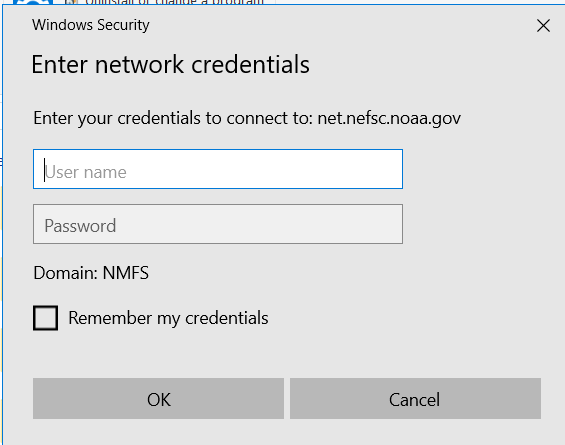 Uninstall or change a program
Windows Security
Enter network credentials
Enter your credentials to connect to: net.nefsc.noaa.gov
User name
Password
Domain: NMFS
Remember my credentials
OK
Cancel